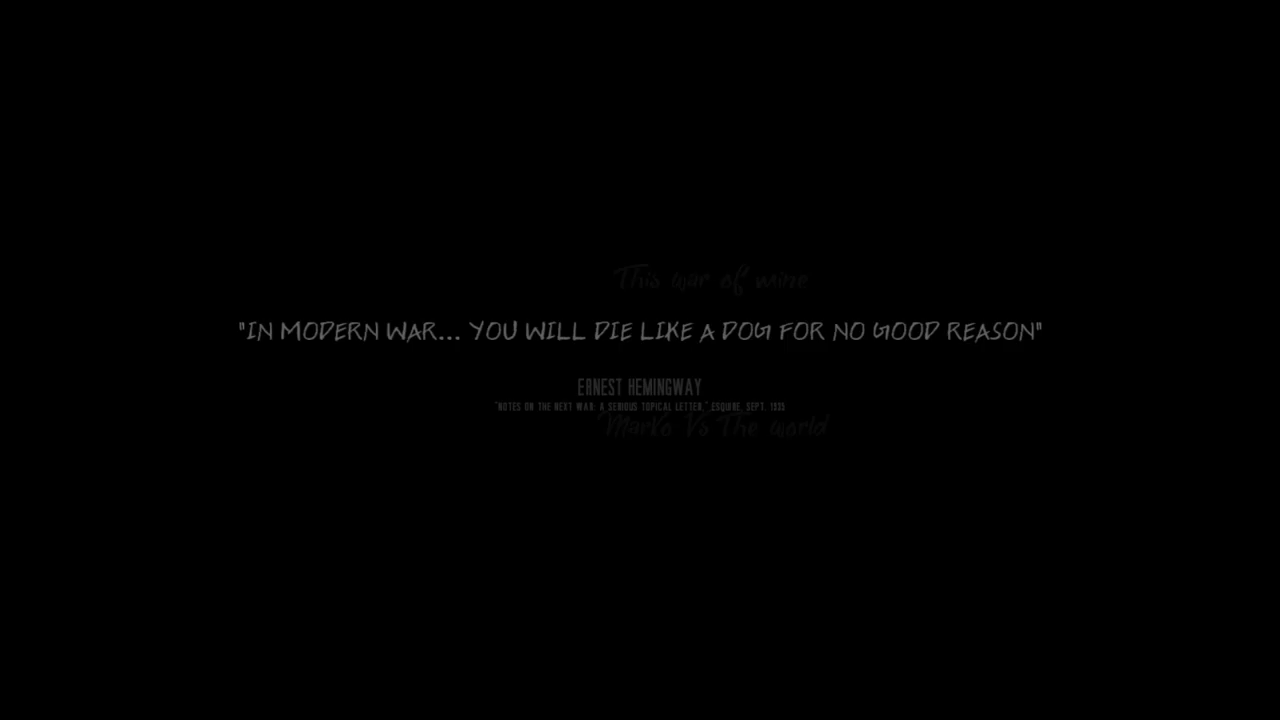 This war of mine
"IN MODERN WAR... YOU WILL DIE LIKE A DOG FOR NO GOOD REASON"
ERNEST HEMINGWAY
"NOTES ON THE NEXT WAR: A SERIOUS TOPICAL LETTER," ESQUIRE, SEPT. 1935
Marko Vs The world